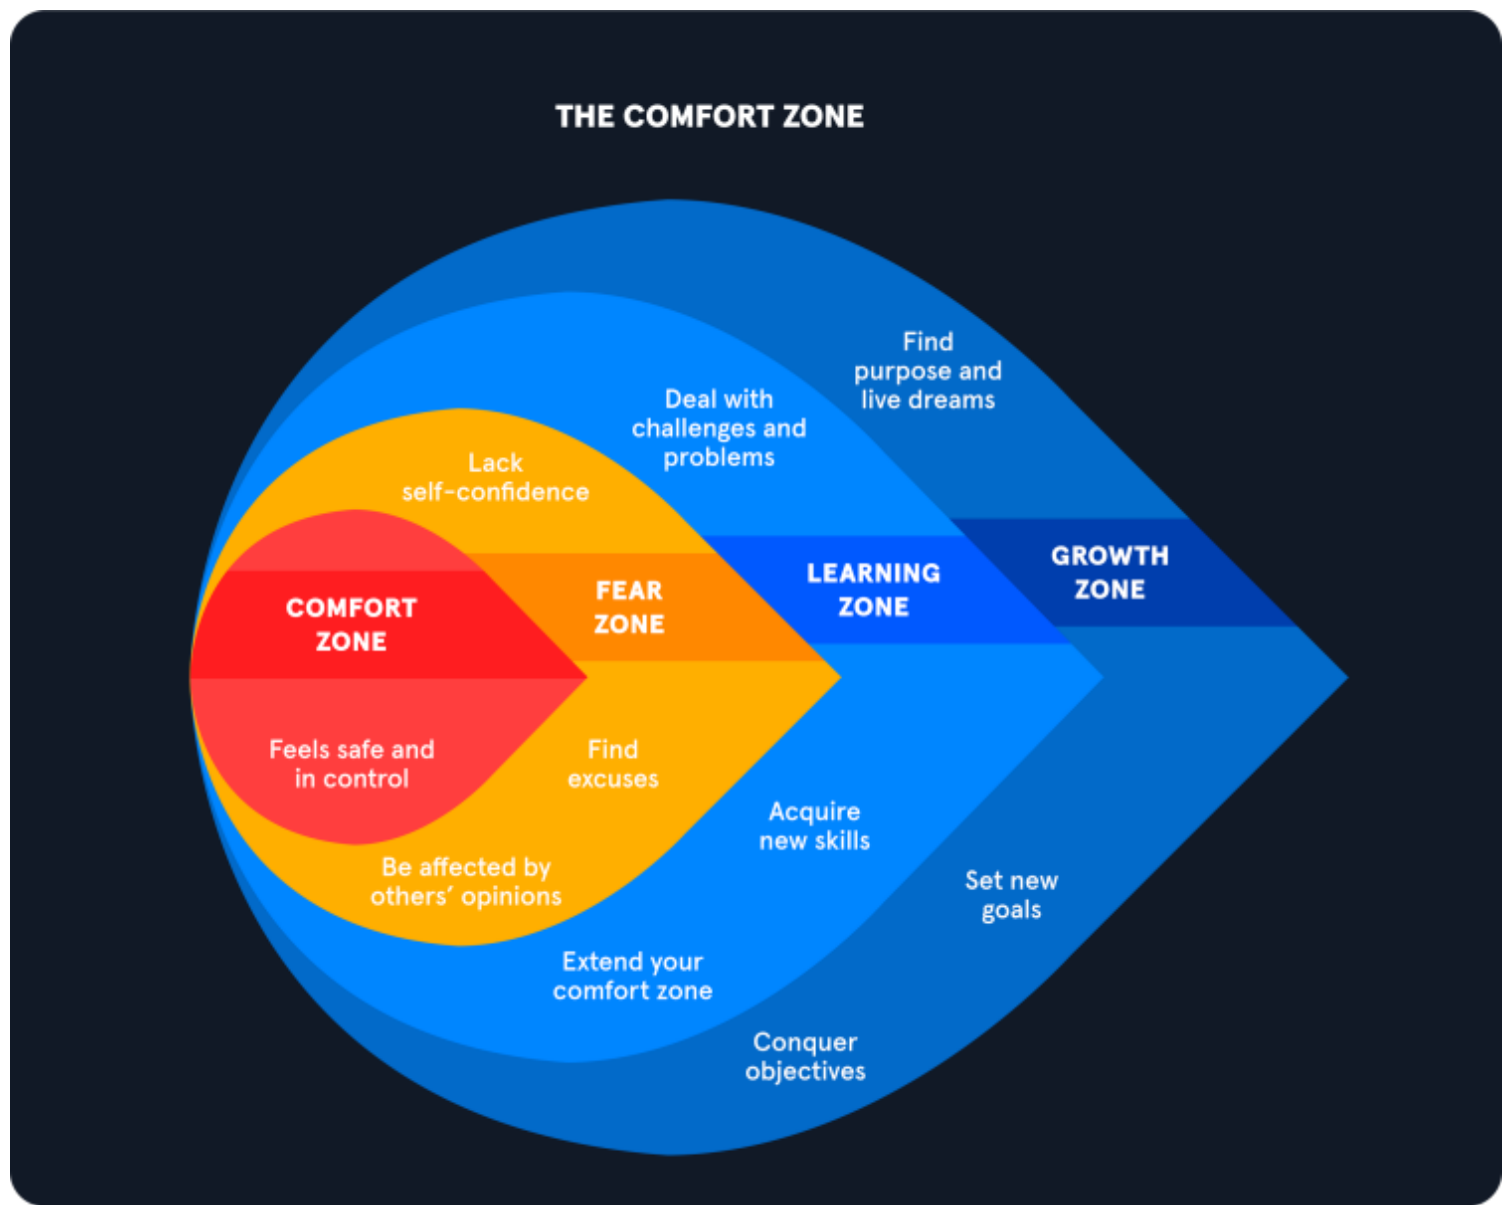 THE COMFORT ZONE
COMFORT
ZONE
Feels safe and
in control
FEAR
ZONE
Lack
self-confidence
Find
excuses
Be affected by
others’ opinions
LEARNING
ZONE
Deal with
challenges and
problems
Acquire
new skills
Extend your
comfort zone
GROWTH
ZONE
Find
purpose and
live dreams
Set new
goals
Conquer
objectives